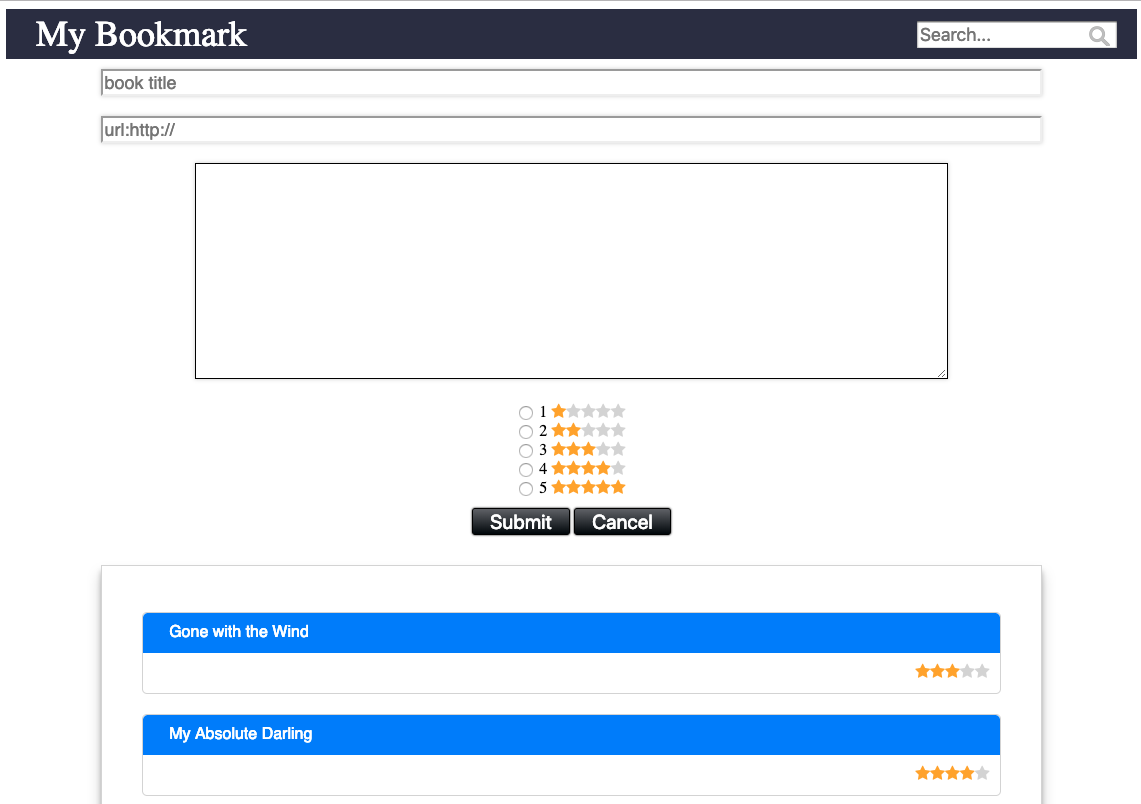 My Bookmark
Search...
book title
url:http://
1
2
3
4
5
Submit Cancel
Gone with the Wind
My Absolute Darling